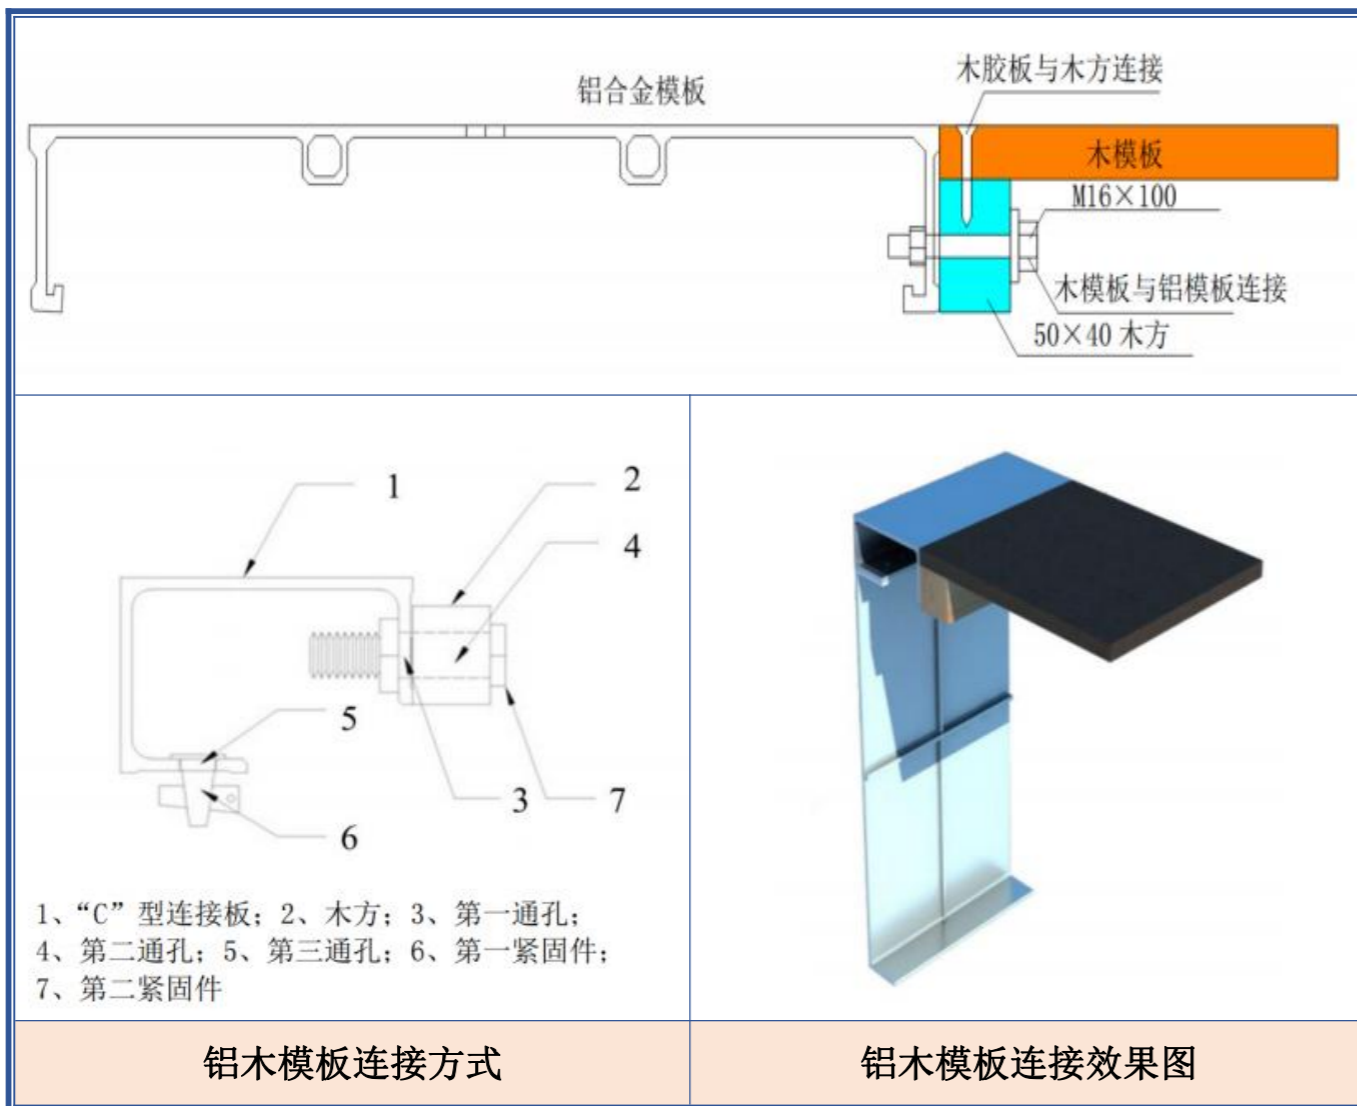 木胶板与木方连接
铝合金模板
木模板
M16×100
木模板与铝模板连接
50×40 木方
1
2
4
5
3
7
6
1、“C”型连接板；2、木方；3、第一通孔；
4、第二通孔；5、第三通孔；6、第一紧固件；
7、第二紧固件
铝木模板连接方式
铝木模板连接效果图